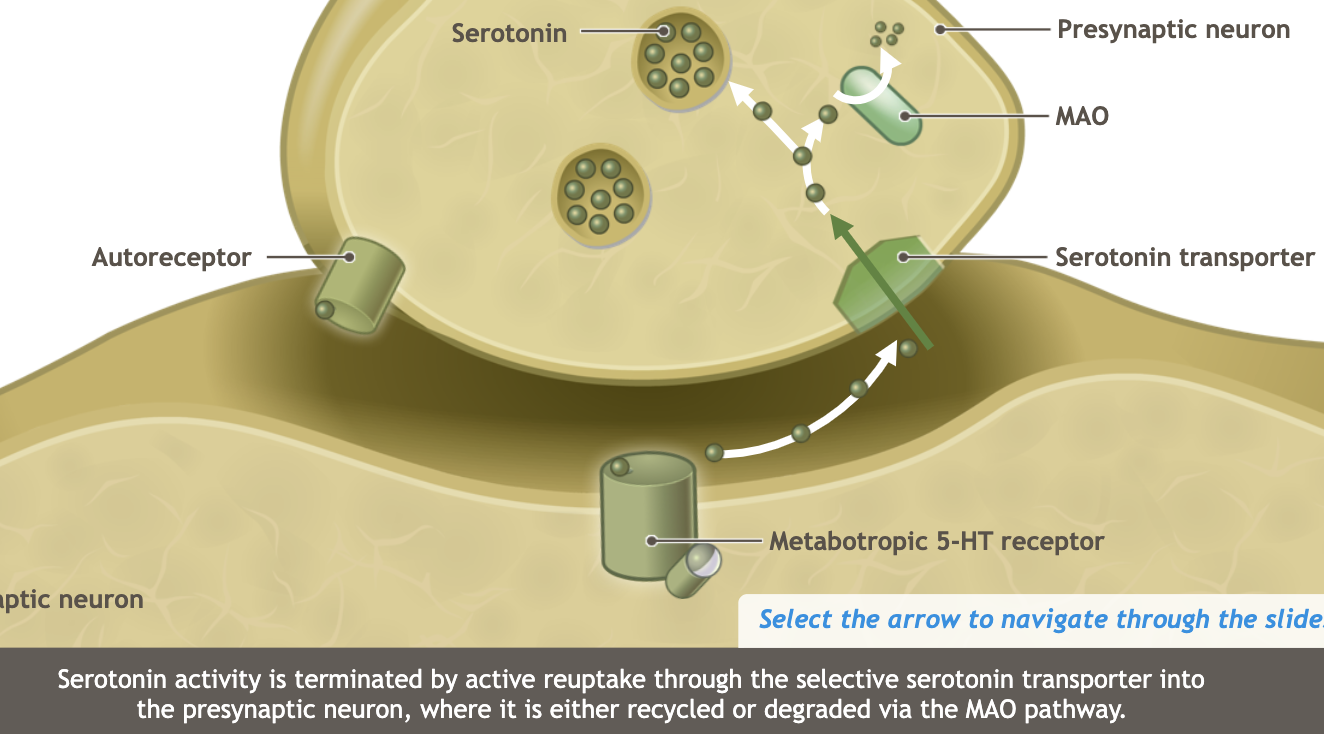 Serotonin
Presynaptic neuron
MAO
Autoreceptor
Serotonin transporter
Metabotropic 5-HT receptor
neuron
Select the arrow to navigate through the
Serotonin activity is terminated by active reuptake through the selective serotonin transporter into
the presynaptic neuron, where it is either recycled or degraded via the MAO pathway.